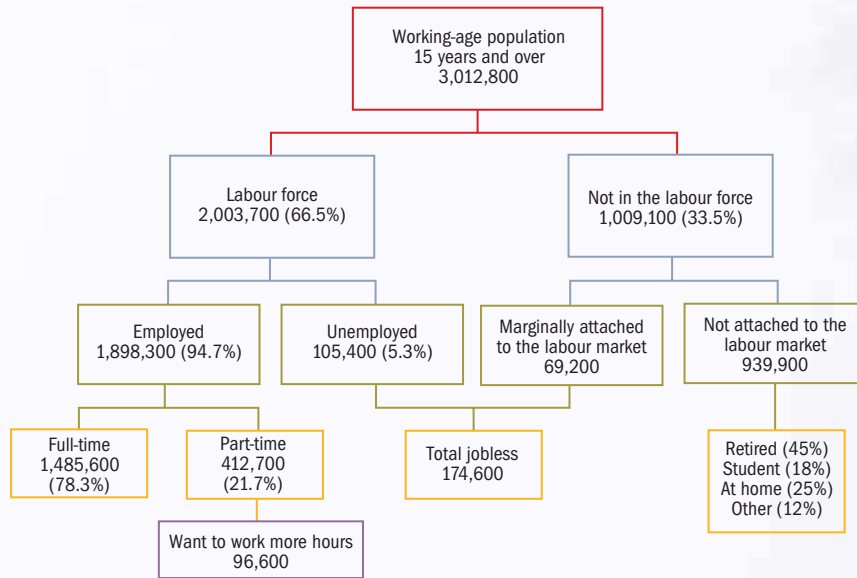 Working-age population
15 years and over
3,012,800
Labour force
2,003,700 (66.5%)
Not in the labour force
1,009,100 (33.5%)
Employed
1,898,300 (94.7%)
Unemployed
105,400 (5.3%)
Marginally attached
to the labour market
69,200
Not attached to the
labour market
939,900
Full-time
1,485,600
(78.3%)
Part-time
412,700
(21.7%)
Total jobless
174,600
Retired (45%)
Student (18%)
At home (25%)
Other (12%)
Want to work more hours
96,600